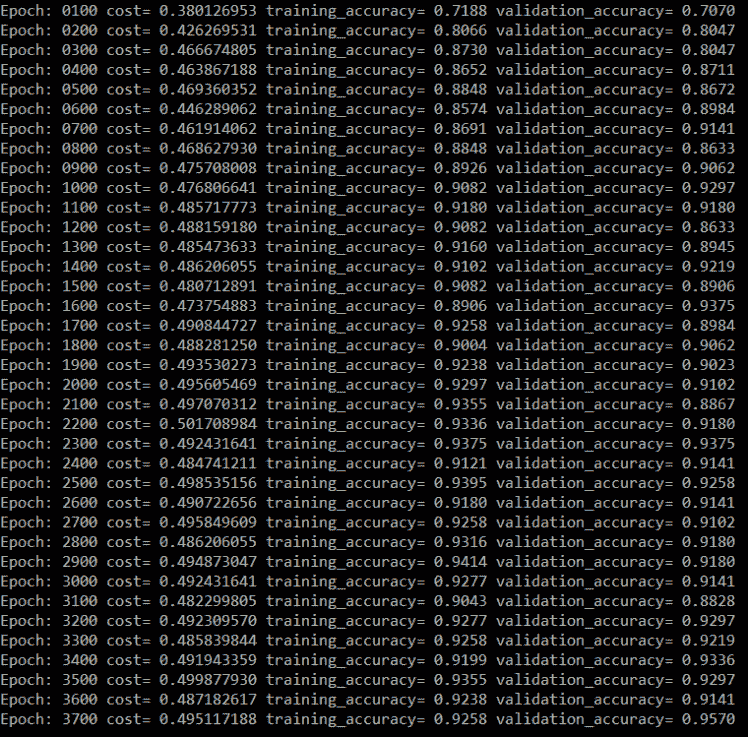 Epoch: 0100 cost= 0.380126953 training_accuracy= 0.7188 validation_accuracy= 0.7070
Epoch: 0200 cost= 0.426269531 training_accuracy= 0.8066 validation_accuracy= 0.8047
Epoch: 0300 cost= 0.466674805 training_accuracy= 0.8730 validation_accuracy= 0.8047
Epoch: 0400 cost= 0.463867188 training_accuracy= 0.8652 validation_accuracy= 0.8711
Epoch: 0500 cost= 0.469360352 training_accuracy= 0.8848 validation_accuracy= 0.8672
Epoch: 0600 cost= 0.446289062 training_accuracy= 0.8574 validation_accuracy= 0.8984
Epoch: 0700 cost= 0.461914062 training_accuracy= 0.8691 validation_accuracy= 0.9141
Epoch: 0800 cost= 0.468627930 training_accuracy= 0.8848 validation_accuracy= 0.8633
Epoch: 0900 cost= 0.475708008 training_accuracy= 0.8926 validation_accuracy= 0.9062
Epoch: 1000 cost= 0.476806641 training_accuracy= 0.9082 validation_accuracy= 0.9297
Epoch: 1100 cost= 0.485717773 training_accuracy= 0.9180 validation_accuracy= 0.9180
Epoch: 1200 cost= 0.488159180 training_accuracy= 0.9082 validation_accuracy= 0.8633
Epoch: 1300 cost= 0.485473633 training_accuracy= 0.9160 validation_accuracy= 0.8945
Epoch: 1400 cost= 0.486206055 training_accuracy= 0.9102 validation_accuracy= 0.9219
Epoch: 1500 cost= 0.480712891 training_accuracy= 0.9082 validation_accuracy= 0.8906
Epoch: 1600 cost= 0.473754883 training_accuracy= 0.8906 validation_accuracy= 0.9375
Epoch: 1700 cost= 0.490844727 training_accuracy= 0.9258 validation_accuracy= 0.8984
Epoch: 1800 cost= 0.488281250 training_accuracy= 0.9004 validation_accuracy= 0.9062
Epoch: 1900 cost= 0.493530273 training_accuracy= 0.9238 validation_accuracy= 0.9023
Epoch: 2000 cost= 0.495605469 training_accuracy= 0.9297 validation_accuracy= 0.9102
Epoch: 2100 cost= 0.497070312 training_accuracy= 0.9355 validation_accuracy= 0.8867
Epoch: 2200 cost= 0.501708984 training_accuracy= 0.9336 validation_accuracy= 0.9180
Epoch: 2300 cost= 0.492431641 training_accuracy= 0.9375 validation_accuracy= 0.9375
Epoch: 2400 cost= 0.484741211 training_accuracy= 0.9121 validation_accuracy= 0.9141
Epoch: 2500 cost= 0.498535156 training_accuracy= 0.9395 validation_accuracy= 0.9258
Epoch: 2600 cost= 0.490722656 training_accuracy= 0.9180 validation_accuracy= 0.9141
Epoch: 2700 cost= 0.495849609 training_accuracy= 0.9258 validation_accuracy= 0.9102
Epoch: 2800 cost= 0.486206055 training_accuracy= 0.9316 validation_accuracy= 0.9180
Epoch: 2900 cost= 0.494873047 training_accuracy= 0.9414 validation_accuracy= 0.9180
Epoch: 3000 cost= 0.492431641 training_accuracy= 0.9277 validation_accuracy= 0.9141
Epoch: 3100 cost= 0.482299805 training_accuracy= 0.9043 validation_accuracy= 0.8828
Epoch: 3200 cost= 0.492309570 training_accuracy= 0.9277 validation_accuracy= 0.9297
Epoch: 3300 cost= 0.485839844 training_accuracy= 0.9258 validation_accuracy= 0.9219
Epoch: 3400 cost= 0.491943359 training_accuracy= 0.9199 validation_accuracy= 0.9336
Epoch: 3500 cost= 0.499877930 training_accuracy= 0.9355 validation_accuracy= 0.9297
Epoch: 3600 cost= 0.487182617 training_accuracy= 0.9238 validation_accuracy= 0.9141
Epoch: 3700 cost= 0.495117188 training_accuracy= 0.9258 validation_accuracy= 0.9570